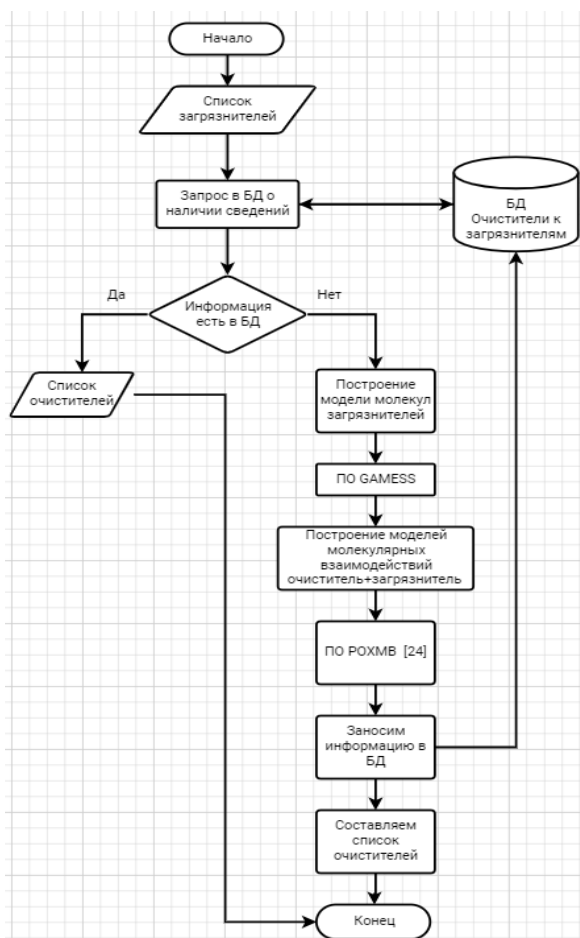 Начало
Список
загрязнителей
Запрос в БД о
наличии сведений
БД
Очистители к
загрязнителям
Да
Информация
есть в БД
Нет
Список
очистителей
Построение
модели молекул
загрязнителей
ПО GAMESS
Построение моделей
молекулярных
взаимодействий
очиститель+загрязнитель
ПО РОХМВ [24]
Заносим
информацию в
БД
Составляем
список
очистителей
Конец